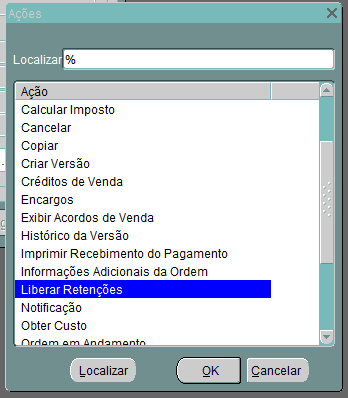 Ações
Localizar %
Ação
Calcular Imposto
Cancelar
Copiar
Criar Versão
Créditos de Venda
Encargos
Exibir Acordos de Venda
Histórico da Versão
Imprimir Recebimento do Pagamento
Informações Adicionais da Ordem
Liberar Retenções
Notificação
Obter Custo
Ordem em Andamento
Localizar OK Cancelar